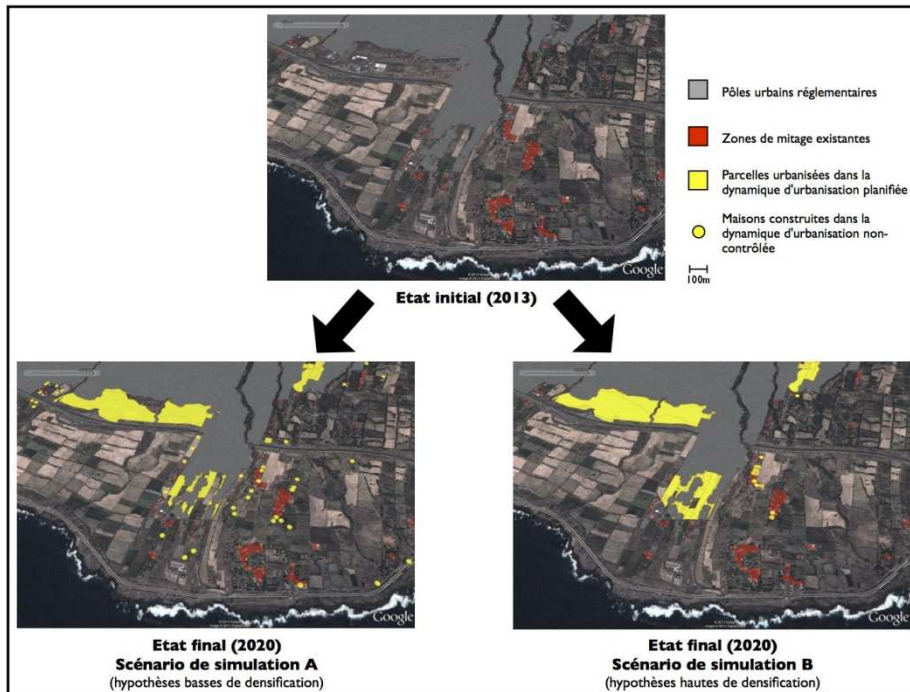 Pôles urbains réglementaires
Zones de mitage existantes
Parcelles urbanisées dans la
dynamique d'urbanisation planifiée
Maisons construites dans la
dynamique d'urbanisation non-
contrôlée
100m
Google
Etat initial (2013)
Google
Google
Etat final (2020)
Scénario de simulation A
(hypothèses basses de densification)
Etat final (2020)
Scénario de simulation B
(hypothèses hautes de densification)